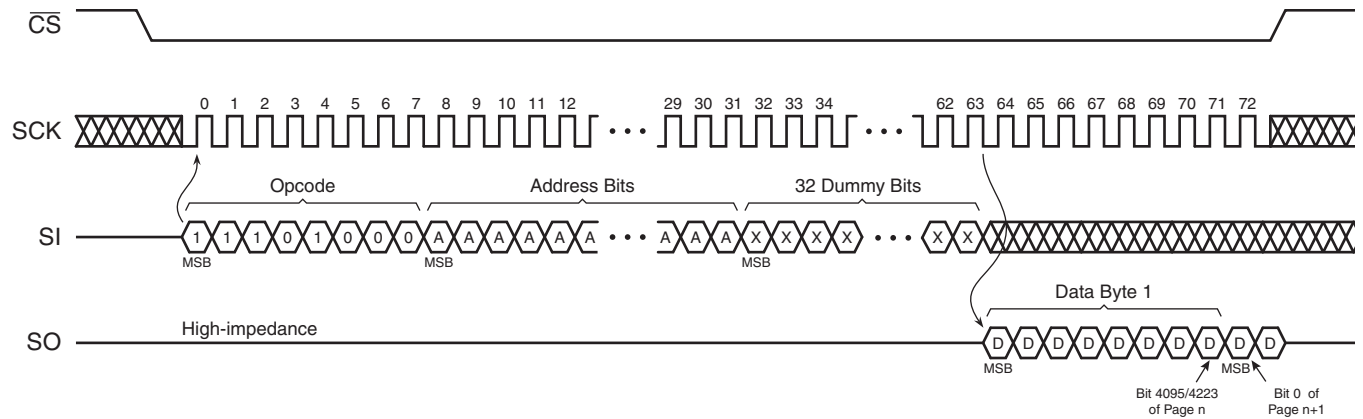 CS
0 1 2 3 4 5 6 7 8 9 10 11 12 29 30 31 32 33 34 62 63 64 65 66 67 68 69 70 71 72
SCK
Opcode Address Bits 32 Dummy Bits
SI 1 1 1 0 1 0 0 0 A A A A A A A A A X X X X X X
MSB MSB MSB
Data Byte 1
High-impedance
SO D D D D D D D D D D
MSB MSB
Bit 4095/4223
of Page n
Bit 0 of
Page n+1